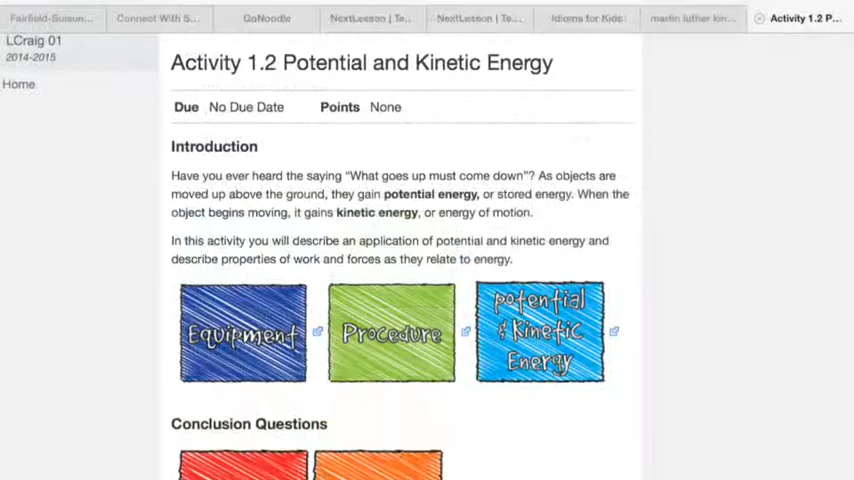 Fairfield-Suisun...
Connect With S...
GoNoodle
NextLesson | Te...
NextLesson | Te...
Idioms for Kids:
martin luther kin...
Activity 1.2 P...
LCraig 01
2014-2015
Home
Activity 1.2 Potential and Kinetic Energy
Due No Due Date Points None
Introduction
Have you ever heard the saying “What goes up must come down”? As objects are
moved up above the ground, they gain potential energy, or stored energy. When the
object begins moving, it gains kinetic energy, or energy of motion.
In this activity you will describe an application of potential and kinetic energy and
describe properties of work and forces as they relate to energy.
Equipment
Procedure
potential
& Kinetic
Energy
Conclusion Questions